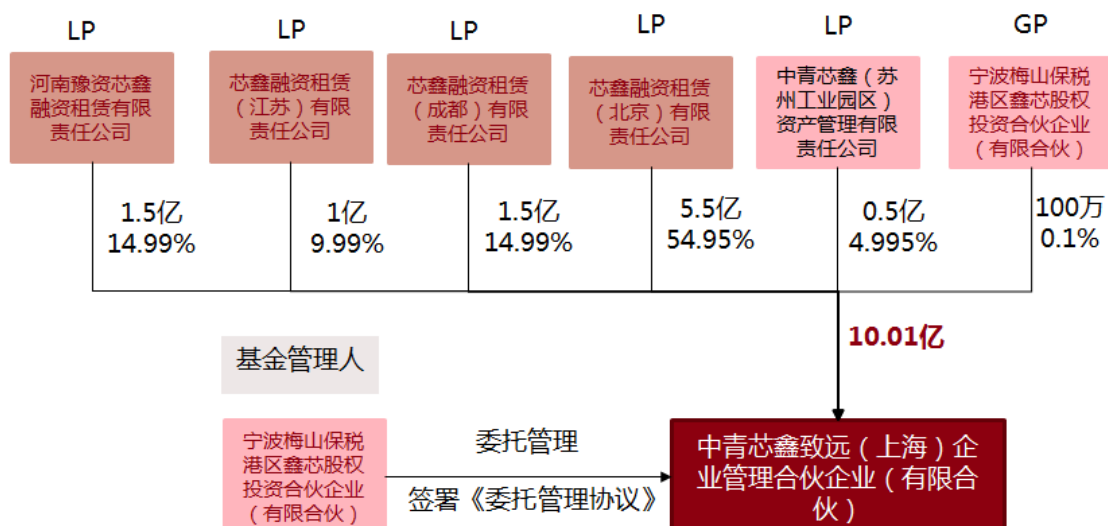 LP
LP
LP
LP
LP
GP
河南豫资芯鑫
融资租赁有限
责任公司
芯鑫融资租赁
（江苏）有限
责任公司
芯鑫融资租赁
（成都）有限
责任公司
芯鑫融资租赁
（北京）有限
责任公司
中青芯鑫（苏
州工业园区）
资产管理有限
责任公司
宁波梅山保税
港区鑫芯股权
投资合伙企业
（有限合伙）
1.5亿
14.99%
1亿
9.99%
1.5亿
14.99%
5.5亿
54.95%
0.5亿
4.995%
100万
0.1%
10.01亿
基金管理人
宁波梅山保税
港区鑫芯股权
投资合伙企业
（有限合伙）
委托管理
签署《委托管理协议》
中青芯鑫致远（上海）企
业管理合伙企业（有限合
伙）